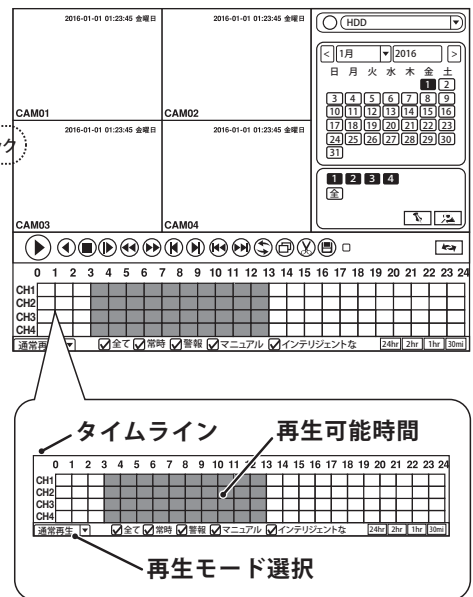 2016-01-01 01:23:45 金曜日
2016-01-01 01:23:45 金曜日
CAM01
CAM02
2016-01-01 01:23:45 金曜日
2016-01-01 01:23:45 金曜日
CAM03
CAM04
ック
HDD
< 1月 2016 >
日 月 火 水 木 金 土
1 2
3 4 5 6 7 8 9
10 11 12 13 14 15 16
17 18 19 20 21 22 23
24 25 26 27 28 29 30
31
1 2 3 4
全
0 1 2 3 4 5 6 7 8 9 10 11 12 13 14 15 16 17 18 19 20 21 22 23 24
CH1
CH2
CH3
CH4
通常再 全て 常時 警報 マニュアル インテリジェントな 24hr 2hr 1hr 30mi
タイムライン
再生可能時間
0 1 2 3 4 5 6 7 8 9 10 11 12 13 14 15 16 17 18 19 20 21 22 23 24
CH1
CH2
CH3
CH4
通常再生 全て 常時 警報 マニュアル インテリジェントな 24hr 2hr 1hr 30mi
再生モード選択